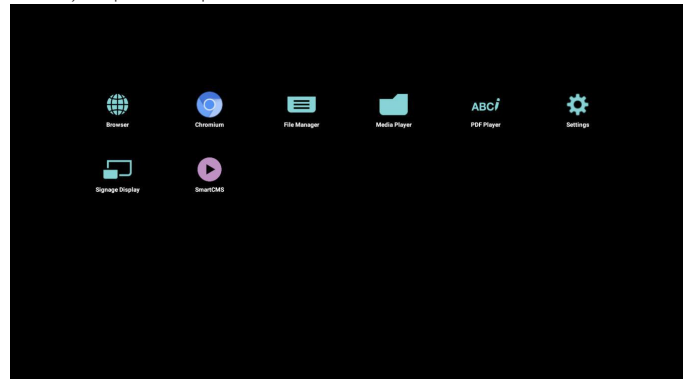 Browser
Chromium
File Manager
Media Player
ABCi
PDF Player
Settings
Signage Display
SmartCMS